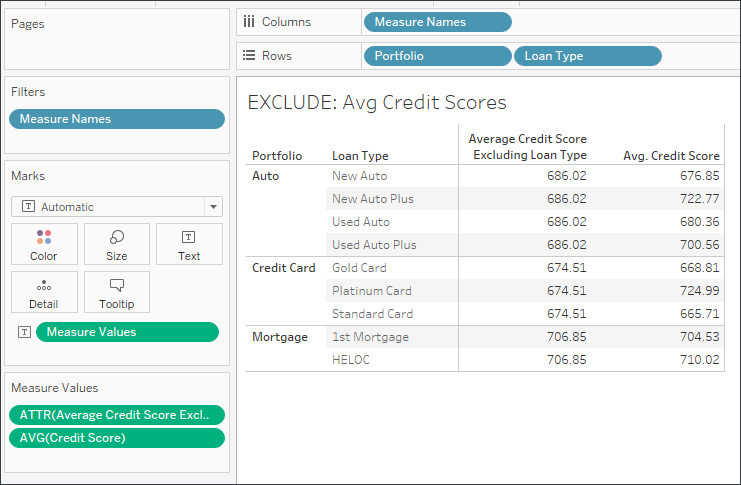 Pages
Columns
Measure Names
Rows
Portfolio
Loan Type
Filters
Measure Names
Marks
Automatic
Color
Size
Text
Detail
Tooltip
Measure Values
Measure Values
ATTR(Average Credit Score Excl..
AVG(Credit Score)
EXCLUDE: Avg Credit Scores
Portfolio Loan Type Average Credit Score Excluding Loan Type Avg. Credit Score
Auto New Auto 686.02 676.85
New Auto Plus 686.02 722.77
Used Auto 686.02 680.36
Used Auto Plus 686.02 700.56
Credit Card Gold Card 674.51 668.81
Platinum Card 674.51 724.99
Standard Card 674.51 665.71
Mortgage 1st Mortgage 706.85 704.53
HELOC 706.85 710.02